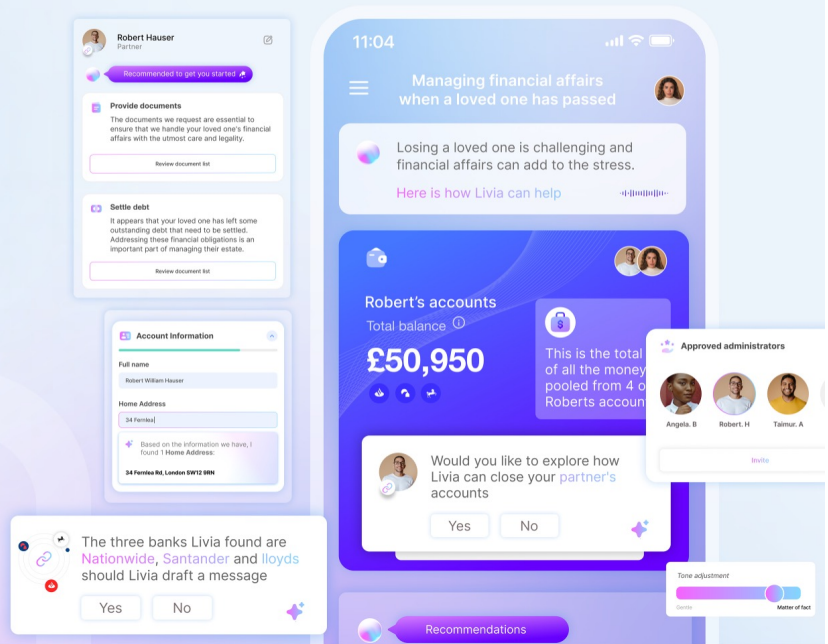 Robert Hauser
Partner
Recommended to get you started
Provide documents
The documents we request are essential to
ensure that we handle your loved one's financial
affairs with the utmost care and legality.
Review document list
Settle debt
It appears that your loved one has left some
outstanding debt that need to be settled.
Addressing these financial obligations is an
important part of managing their estate.
Review document list
Account Information
Full name
Robert William Hauser
Home Address
34 Fernlea
Based on the information we have, I
found 1 Home Address:
34 Fernlea Rd, London SW12 9RN
The three banks Livia found are
Nationwide, Santander and lloyds
should Livia draft a message
Yes
No
11:04
Managing financial affairs
when a loved one has passed
Losing a loved one is challenging and
financial affairs can add to the stress.
Here is how Livia can help
Robert's accounts
Total balance
£50,950
This is the total
of all the money
pooled from 4 o
Roberts accoun
Would you like to explore how
Livia can close your partner's
accounts
Yes
No
Recommendations
Approved administrators
Angela. B
Robert. H
Taimur. A
Invite
Tone adjustment
Gentle
Matter of fact